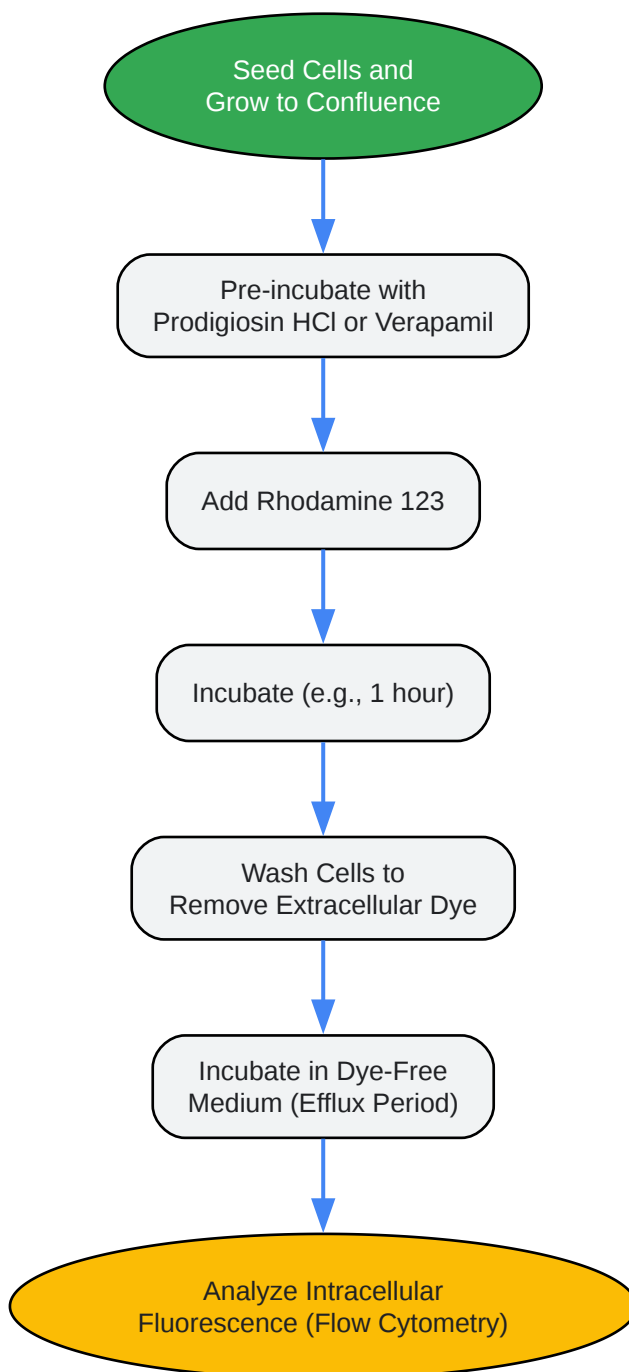 Seed Cells and
Grow to Confluence
Pre-incubate with
Prodigiosin HCl or Verapamil
Add Rhodamine 123
Incubate (e.g., 1 hour)
Wash Cells to
Remove Extracellular Dye
Incubate in Dye-Free
Medium (Efflux Period)
Analyze Intracellular
Fluorescence (Flow Cytometry)